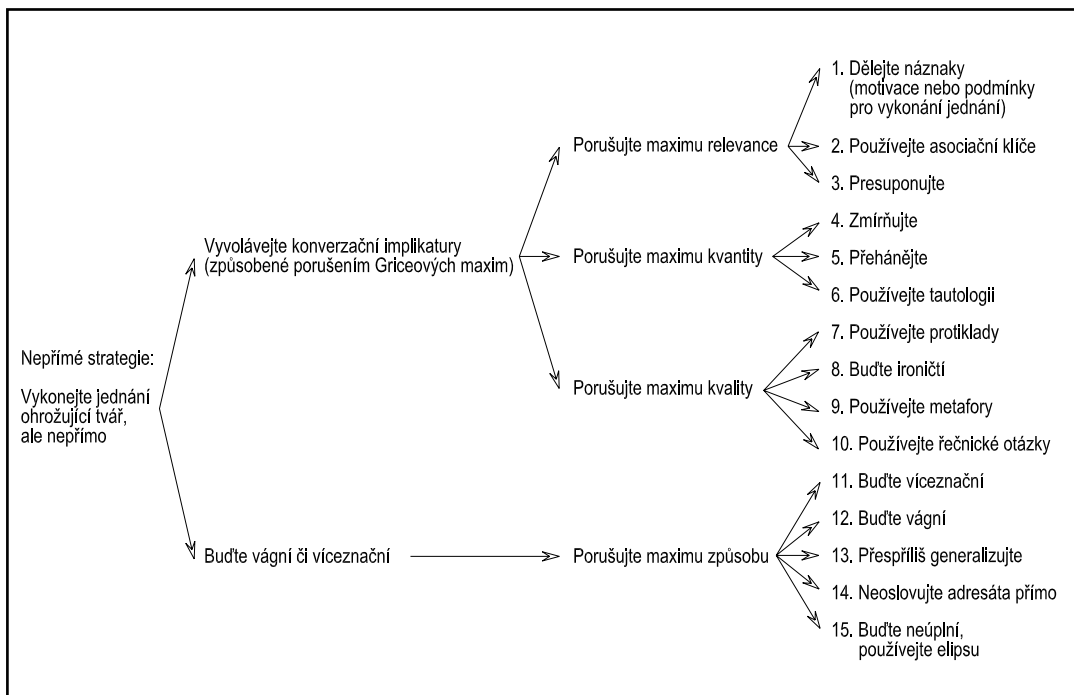 Nepřímé strategie:
Vykonejte jednání
ohrožující tvář,
ale nepřímo
Vyvolávejte konverzační implikatury
(způsobené porušením Griceových maxim)
Buďte vágní či víceznační
Porušujte maximu relevance
Porušujte maximu kvantity
Porušujte maximu kvality
Porušujte maximu způsobu
1. Dělejte náznaky
(motivace nebo podmínky
pro vykonání jednání)
2. Používejte asociační klíče
3. Presuponujte
4. Zmírňujte
5. Přehánějte
6. Používejte tautologii
7. Používejte protiklady
8. Buďte ironičtí
9. Používejte metafory
10. Používejte řečnické otázky
11. Buďte víceznační
12. Buďte vágní
13. Přespříliš generalizujte
14. Neoslovujte adresáta přímo
15. Buďte neúplní,
používejte elipsu